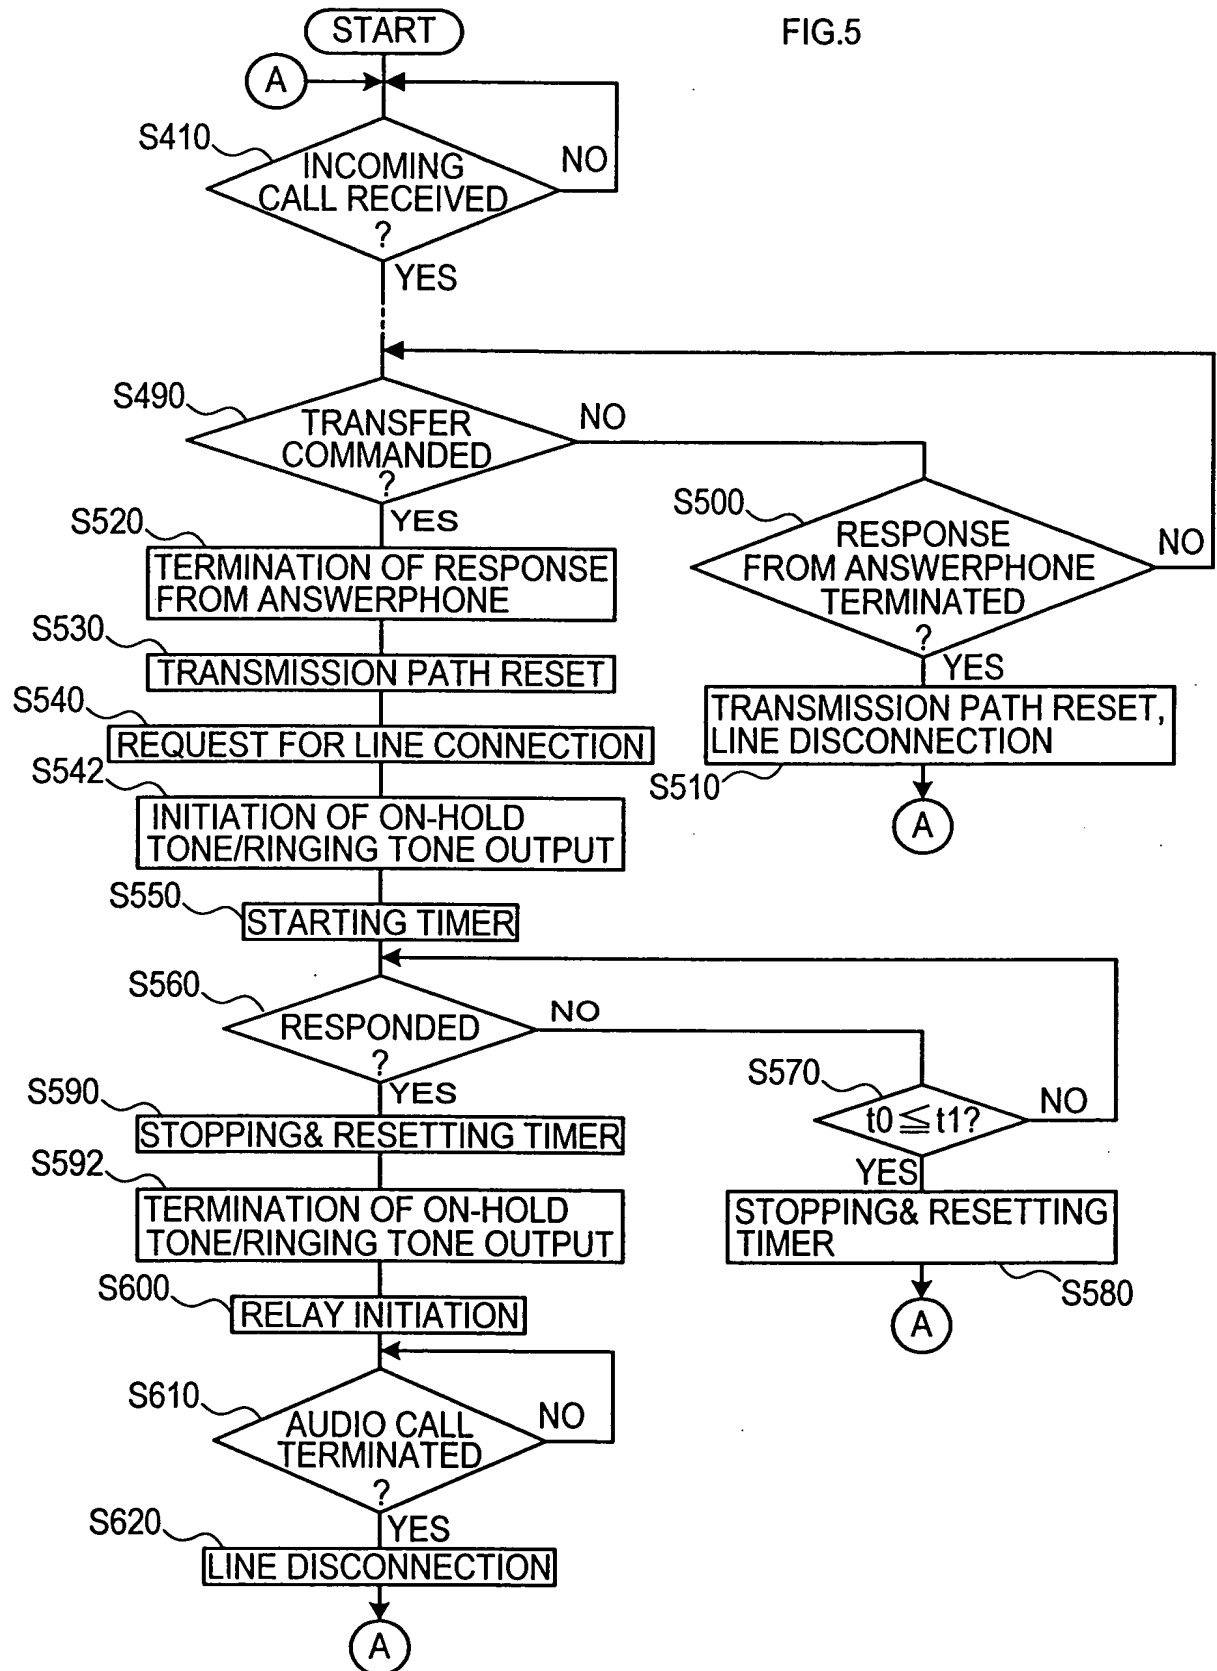 START
FIG.5
A
S410
INCOMING
CALL RECEIVED
?
NO
YES
S490
TRANSFER
COMMANDED
?
NO
YES
S500
RESPONSE
FROM ANSWERPHONE
TERMINATED
?
NO
YES
S520
TERMINATION OF RESPONSE
FROM ANSWERPHONE
S530
TRANSMISSION PATH RESET
S540
REQUEST FOR LINE CONNECTION
TRANSMISSION PATH RESET,
LINE DISCONNECTION
S510
A
S542
INITIATION OF ON-HOLD
TONE/RINGING TONE OUTPUT
S550
STARTING TIMER
S560
RESPONDED
?
NO
YES
S570
t0≦t1?
NO
YES
S590
STOPPING& RESETTING TIMER
S592
TERMINATION OF ON-HOLD
TONE/RINGING TONE OUTPUT
STOPPING& RESETTING
TIMER
S580
A
S600
RELAY INITIATION
S610
AUDIO CALL
TERMINATED
?
NO
YES
S620
LINE DISCONNECTION
A